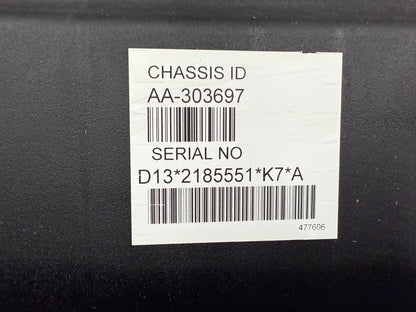 CHASSIS ID
AA-303697
SERIAL NO
D13*2185551*K7*A
477606